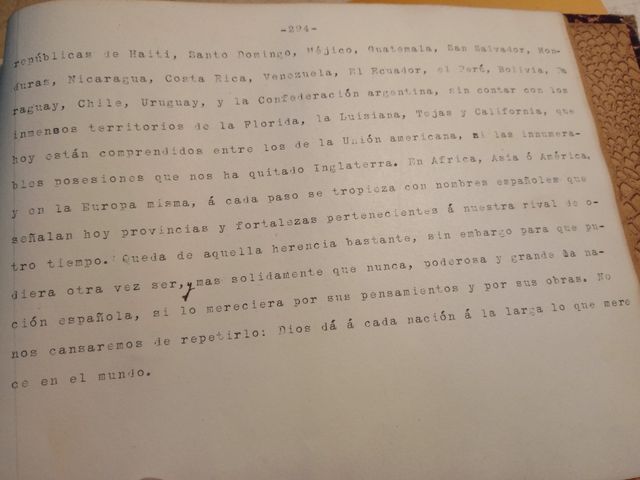 -294-
repúblicas de Haiti, Santo Domingo, Méjico, Guatemala, San Salvador, Hon-
duras, Nicaragua, Costa Rica, Venezuela, El Ecuador, el Perú, Bolivia, Pa
raguay, Chile, Uruguay, y la Confederación argentina, sin contar con los
inmensos territorios de la Florida, la Luisiana, Tejas y California, que
hoy están comprendidos entre los de la Unión americana, ni las innumera-
bles posesiones que nos ha quitado Inglaterra. En Africa, Asia ó América,
y en la Europa misma, á cada paso se tropieza con nombres españoles que
señalan hoy provincias y fortalezas pertenecientes á nuestra rival de o-
tro tiempo. Queda de aquella herencia bastante, sin embargo para que pu-
diera otra vez ser, y mas solidamente que nunca, poderosa y grande la na-
ción española, si lo mereciera por sus pensamientos y por sus obras. No
nos cansaremos de repetirlo: Dios dá á cada nación á la larga lo que mere
ce en el mundo.